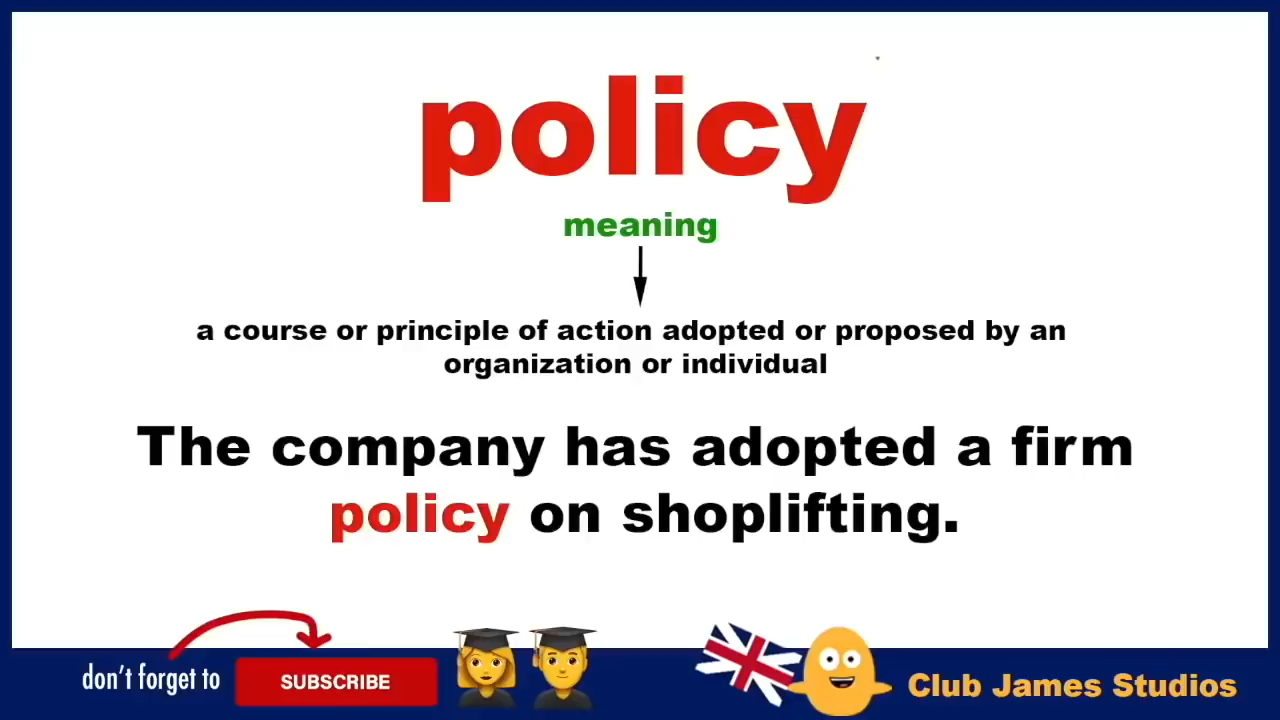 policy
meaning
a course or principle of action adopted or proposed by an
organization or individual
The company has adopted a firm
policy on shoplifting.
don't forget to
SUBSCRIBE
Club James Studios